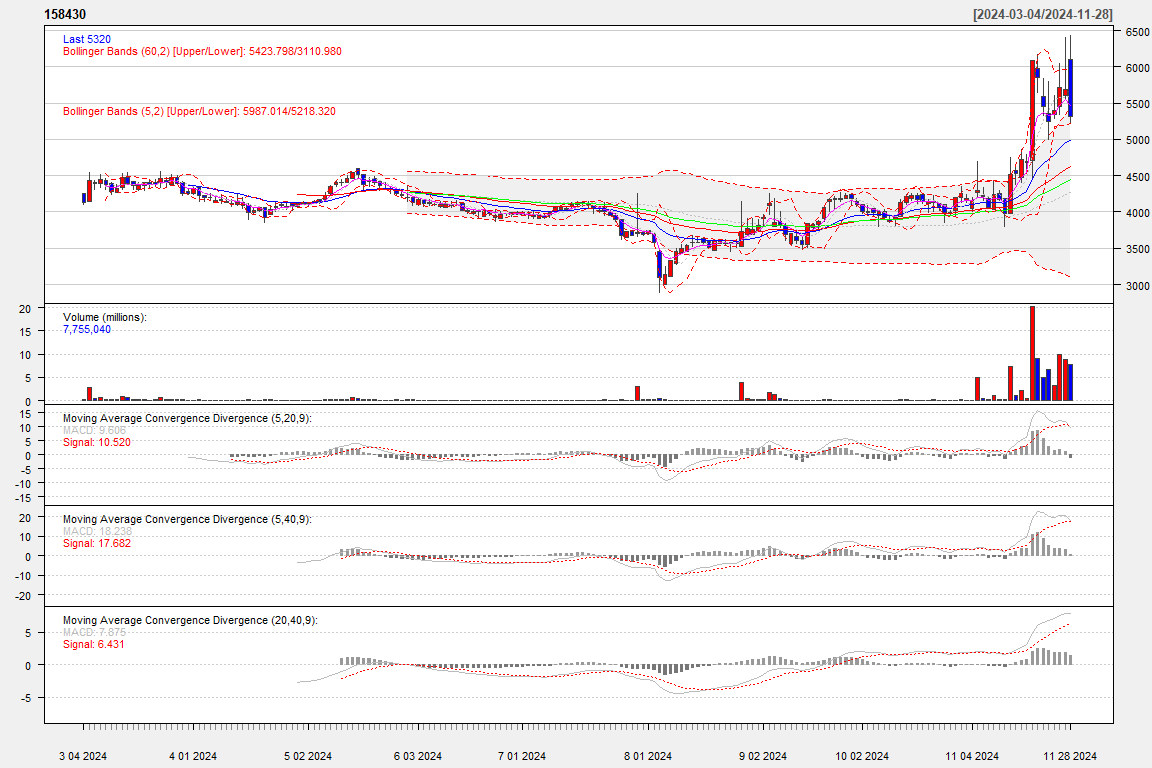 158430 [2024-03-04/2024-11-28]
Last 5320
Bollinger Bands (60,2) [Upper/Lower]: 5423.798/3110.980
Bollinger Bands (5,2) [Upper/Lower]: 5987.014/5218.320
6500
6000
5500
5000
4500
4000
3500
3000
Volume (millions):
7,755,040
20
15
10
5
0
Moving Average Convergence Divergence (5,20,9):
MACD: 9.606
Signal: 10.520
15
10
5
0
-5
-10
-15
Moving Average Convergence Divergence (5,40,9):
MACD: 18.238
Signal: 17.682
20
10
0
-10
-20
Moving Average Convergence Divergence (20,40,9):
MACD: 7.875
Signal: 6.431
5
0
-5
3 04 2024 4 01 2024 5 02 2024 6 03 2024 7 01 2024 8 01 2024 9 02 2024 10 02 2024 11 04 2024 11 28 2024